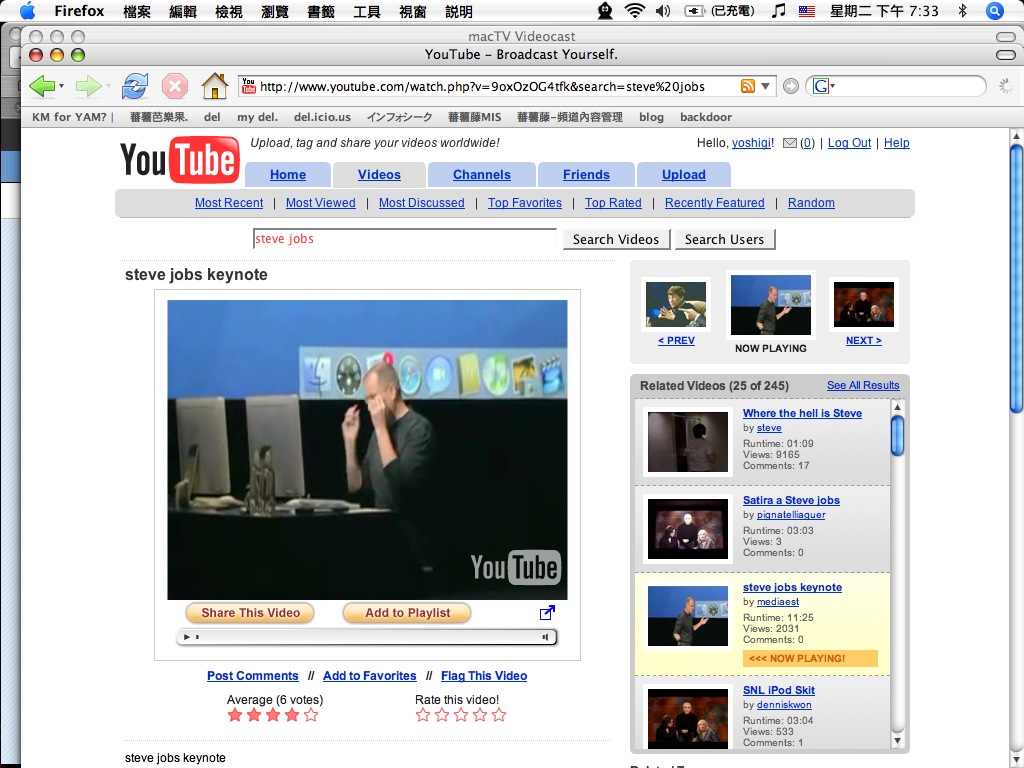 Firefox 檔案 編輯 檢視 瀏覽 書籤 工具 視窗 說明 (已充電) 星期二 下午 7:33
macTV Videocast
YouTube - Broadcast Yourself.
http://www.youtube.com/watch.php?v=9oxOzOG4tfk&search=steve%20jobs
KM for YAM? | 蕃薯芭樂果. del my del. del.icio.us インフォシーク 蕃薯藤MIS 蕃薯藤-頻道內容管理 blog backdoor
YouTube
Upload, tag and share your videos worldwide!
Hello, yoshigi! (0) | Log Out | Help
Home Videos Channels Friends Upload
Most Recent | Most Viewed | Most Discussed | Top Favorites | Top Rated | Recently Featured | Random
steve jobs Search Videos Search Users
steve jobs keynote
YouTube
Share This Video Add to Playlist
Post Comments // Add to Favorites // Flag This Video
Average (6 votes) Rate this video!
steve jobs keynote
< PREV NOW PLAYING NEXT >
Related Videos (25 of 245) See All Results
Where the hell is Steve
by steve
Runtime: 01:09
Views: 9165
Comments: 17
Satira a Steve jobs
by pignatelliaguer
Runtime: 03:03
Views: 3
Comments: 0
steve jobs keynote
by mediaest
Runtime: 11:25
Views: 2031
Comments: 0
<<< NOW PLAYING!
SNL iPod Skit
by denniskwon
Runtime: 03:04
Views: 533
Comments: 1